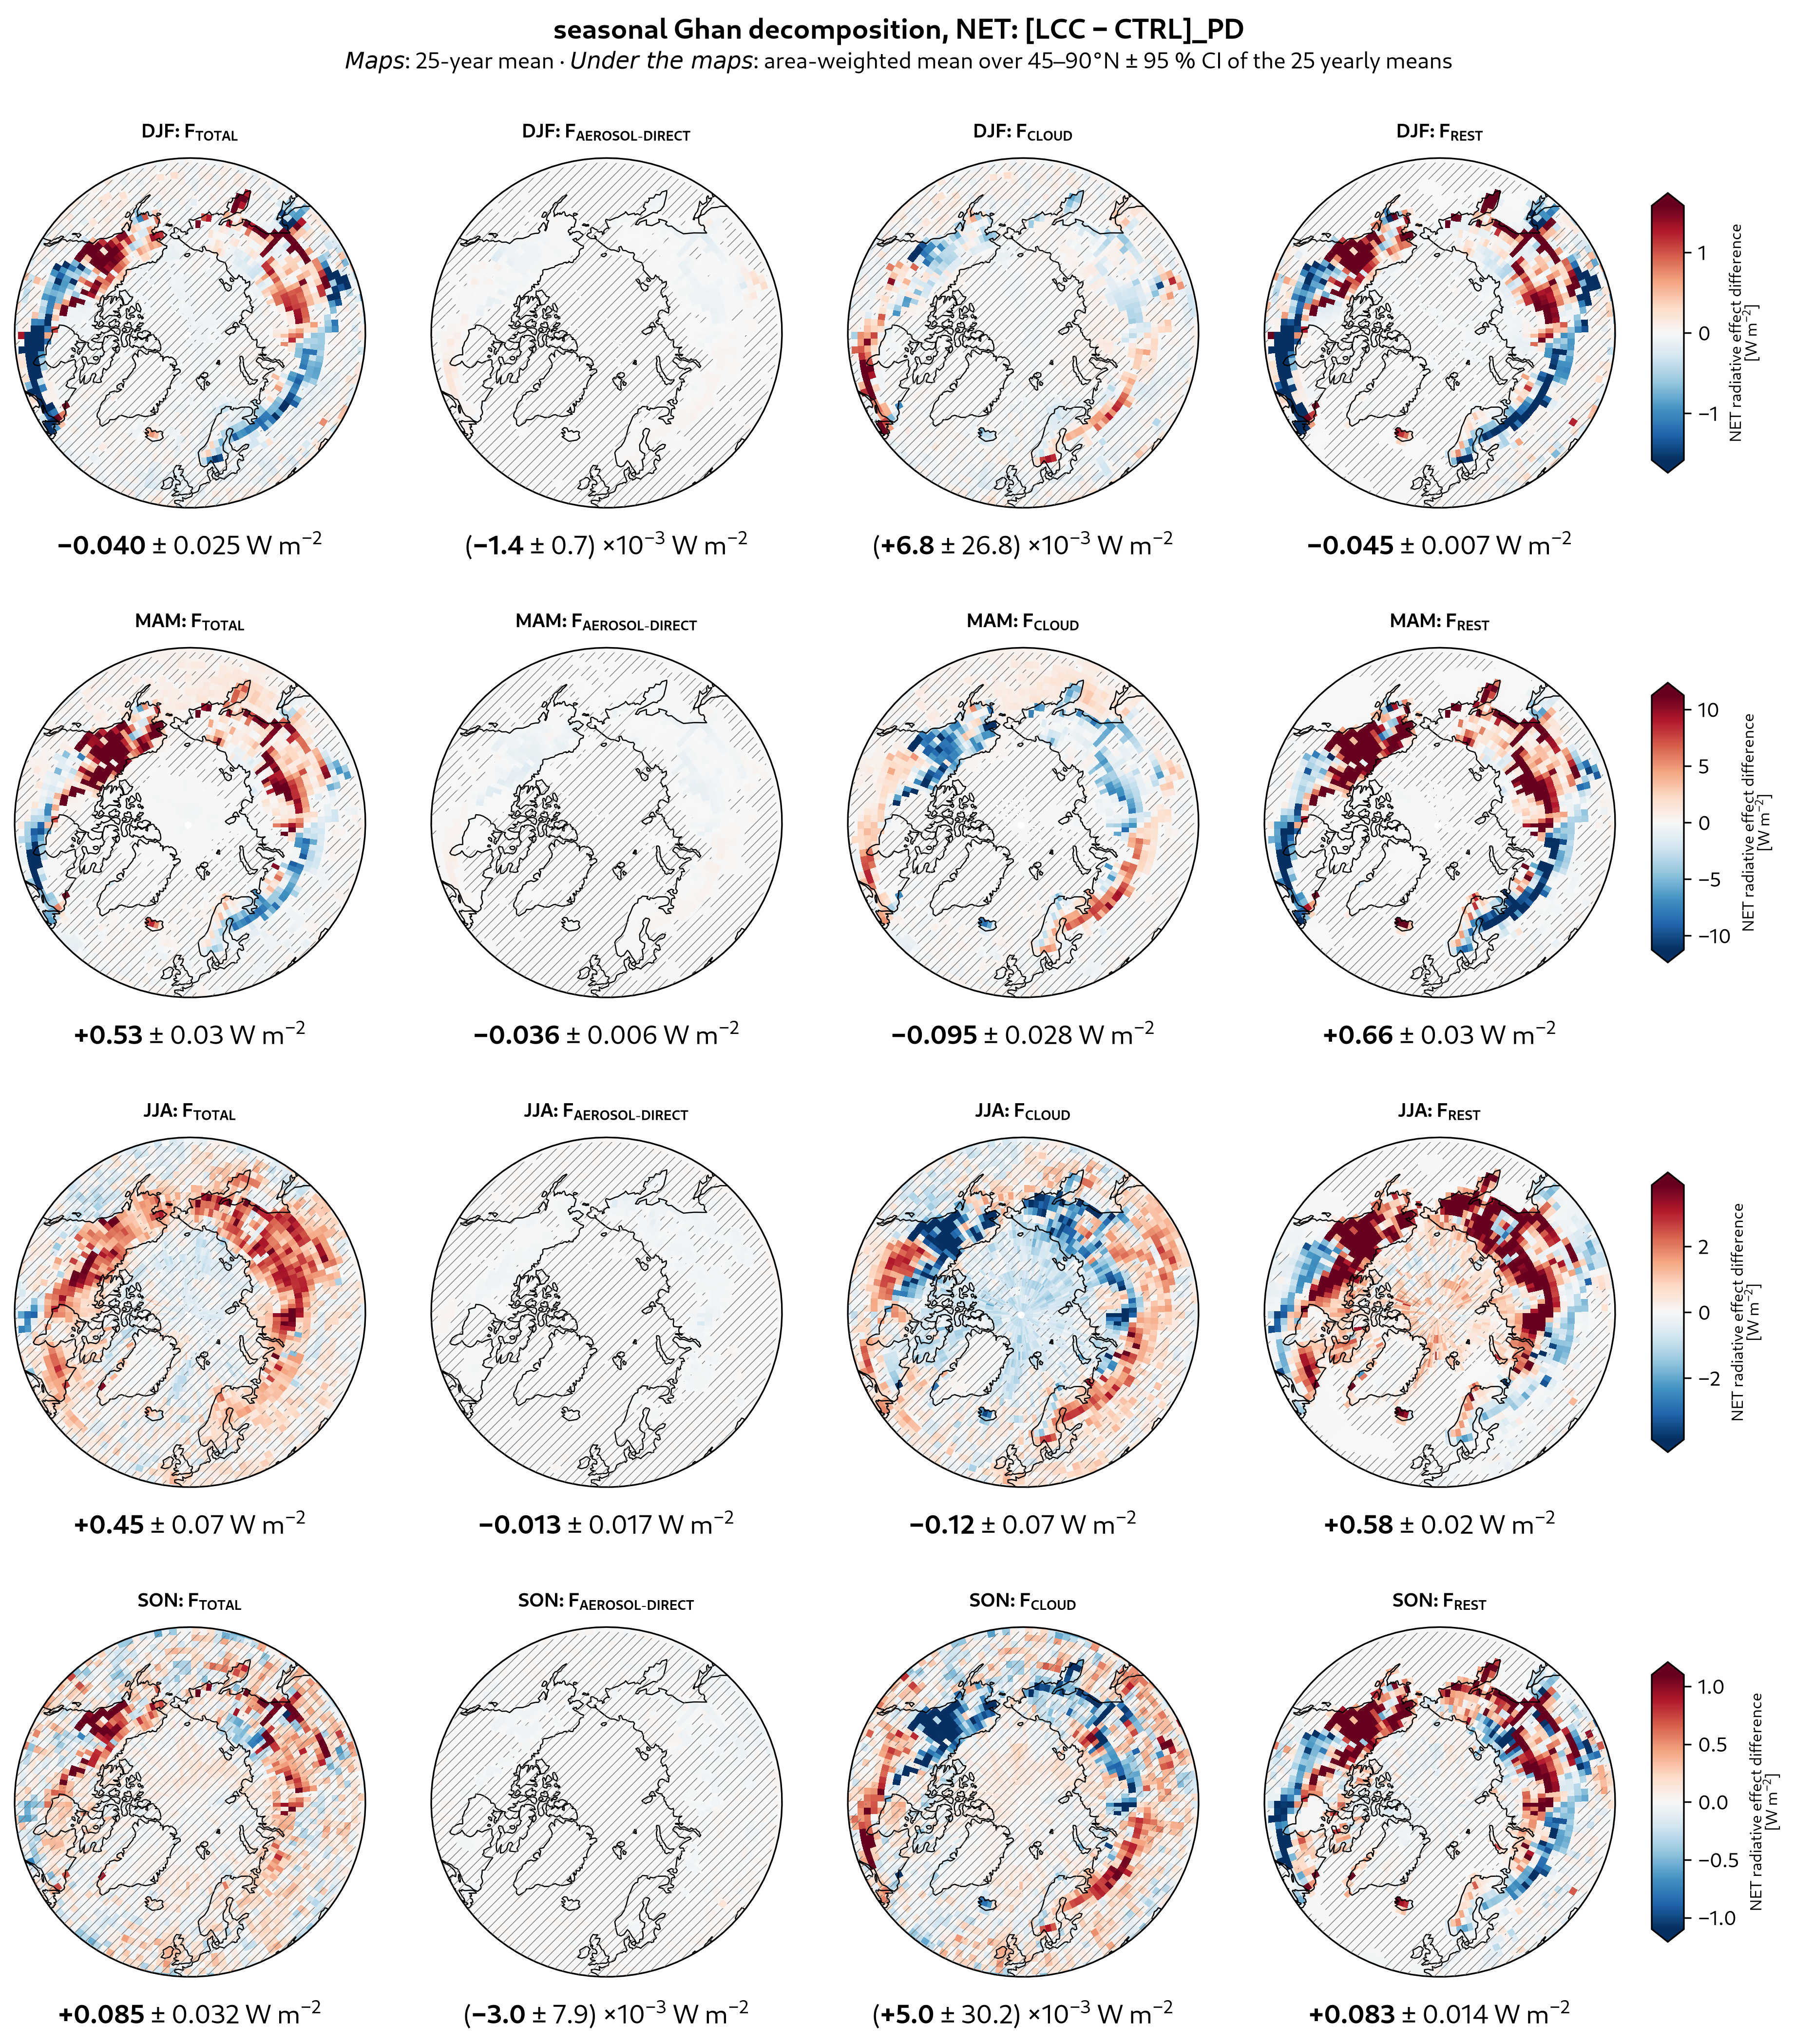 seasonal Ghan decomposition, NET: [LCC − CTRL]_PD
Maps: 25-year mean · Under the maps: area-weighted mean over 45–90°N ± 95 % CI of the 25 yearly means
DJF: F_TOTAL
DJF: F_AEROSOL-DIRECT
DJF: F_CLOUD
DJF: F_REST
1
0
−1
NET radiative effect difference
[W m⁻²]
−0.040 ± 0.025 W m⁻²
(−1.4 ± 0.7) ×10⁻³ W m⁻²
(+6.8 ± 26.8) ×10⁻³ W m⁻²
−0.045 ± 0.007 W m⁻²
MAM: F_TOTAL
MAM: F_AEROSOL-DIRECT
MAM: F_CLOUD
MAM: F_REST
10
5
0
−5
−10
NET radiative effect difference
[W m⁻²]
+0.53 ± 0.03 W m⁻²
−0.036 ± 0.006 W m⁻²
−0.095 ± 0.028 W m⁻²
+0.66 ± 0.03 W m⁻²
JJA: F_TOTAL
JJA: F_AEROSOL-DIRECT
JJA: F_CLOUD
JJA: F_REST
2
0
−2
NET radiative effect difference
[W m⁻²]
+0.45 ± 0.07 W m⁻²
−0.013 ± 0.017 W m⁻²
−0.12 ± 0.07 W m⁻²
+0.58 ± 0.02 W m⁻²
SON: F_TOTAL
SON: F_AEROSOL-DIRECT
SON: F_CLOUD
SON: F_REST
1.0
0.5
0.0
−0.5
−1.0
NET radiative effect difference
[W m⁻²]
+0.085 ± 0.032 W m⁻²
(−3.0 ± 7.9) ×10⁻³ W m⁻²
(+5.0 ± 30.2) ×10⁻³ W m⁻²
+0.083 ± 0.014 W m⁻²